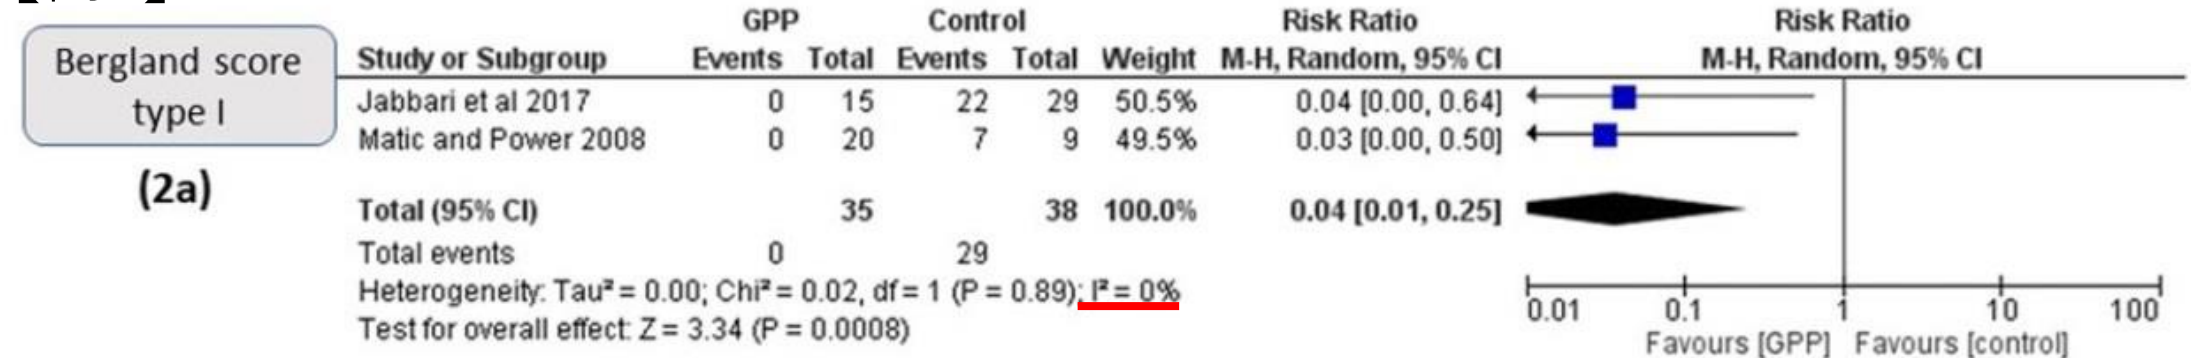 GPP Control Risk Ratio Risk Ratio
Bergland score type I
Study or Subgroup Events Total Events Total Weight M-H, Random, 95% CI M-H, Random, 95% CI
Jabbari et al 2017 0 15 22 29 50.5% 0.04 [0.00, 0.64]
Matic and Power 2008 0 20 7 9 49.5% 0.03 [0.00, 0.50]
(2a)
Total (95% CI) 35 38 100.0% 0.04 [0.01, 0.25]
Total events 0 29
Heterogeneity: Tau² = 0.00; Chi² = 0.02, df = 1 (P = 0.89); I² = 0%
Test for overall effect: Z = 3.34 (P = 0.0008)
0.01 0.1 1 10 100
Favours [GPP] Favours [control]